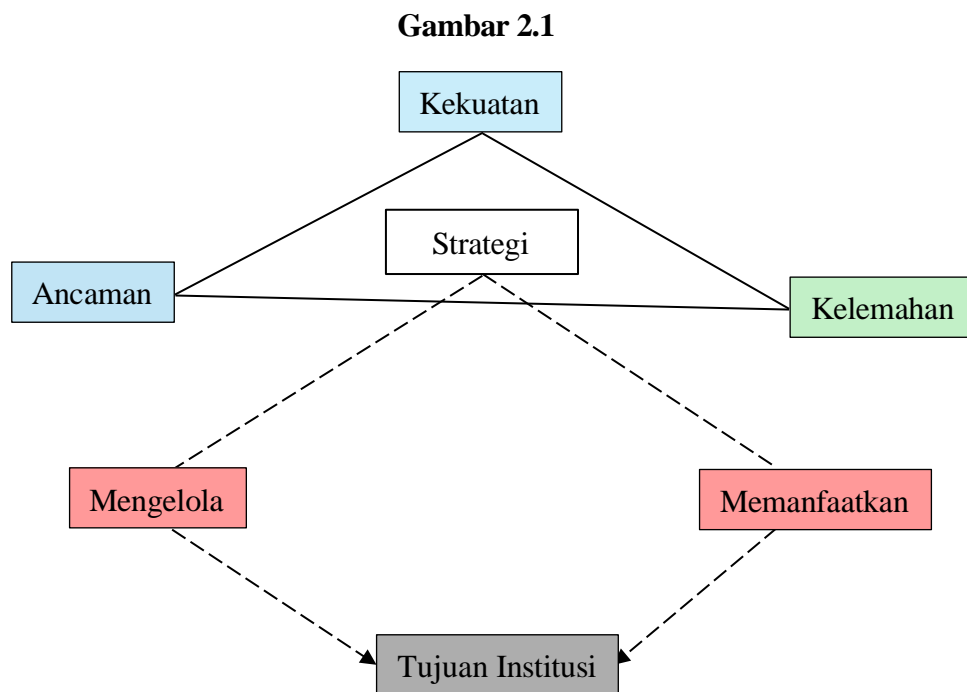 Gambar 2.1
Kekuatan
Strategi
Ancaman
Kelemahan
Mengelola
Memanfaatkan
Tujuan Institusi